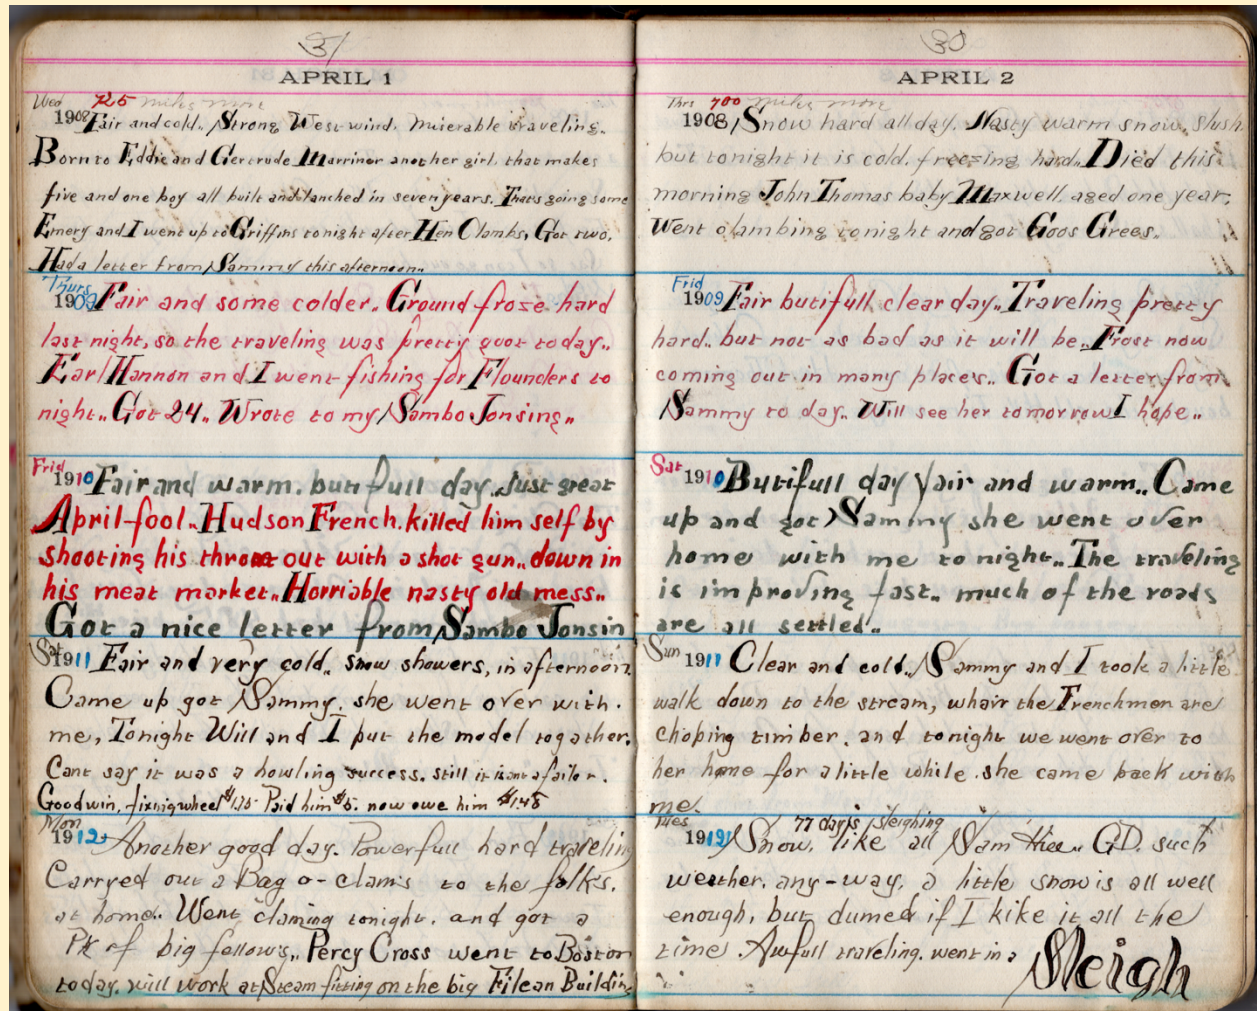 31
APRIL 1
Wed 725 miles more
1908 Fair and cold.. Strong West wind. Miierable traveling..
Born to Eddie and Gertrude Marriner another girl, that makes
five and one boy all built and lanched in seven years. Thats going some
Emery and I went up to Griffins tonight after Hen Clambs, Got two.
Had a letter from Sammy this afternoon..
Thurs
1909 Fair and some colder.. Ground froze hard
last night, so the traveling was pretty goot to day..
Earl Hannon and I went fishing for Flounders to
night.. Got 24.. Wrote to my Sambo Jonsing..
Frid
1910 Fair and warm. butifull day.. Just great
April-fool.. Hudson French. killed him self by
shooting his throat out with a shot gun.. down in
his meat market.. Horriable nasty old mess..
Got a nice letter from Sambo Jonsin
Sat
1911 Fair and very cold.. snow showers, in afternoon.
Came up got Sammy, she went over with.
me, Tonight Will and I put the model togather.
Cant say it was a howling success. still it isant a failer.
Goodwin, fixing wheel $1.75 Paid him $5. now owe him $1.48
Mon
1912 Another good day. Powerfull hard traveling
Carryed out a Bag o-clams to the folks.
at home.. Went claming tonight. and got a
Pk of big fellows.. Percy Cross went to Boston
today. will work at Steam fitting on the big Filean Building
30
APRIL 2
Thrs 700 miles more
1908 Snow hard all day. Nasty warm snow, slush
but tonight it is cold. freezing hard.. Died this
morning John Thomas baby Maxwell, aged one year.
Went clambing tonight and got Goos Grees..
Frid
1909 Fair butifull clear day.. Traveling pretty
hard.. but not as bad as it will be.. Frost now
coming out in many places.. Got a letter from
Sammy to day.. Will see her tomorrow I hope..
Sat
1910 Butifull day fair and warm.. Came
up and got Sammy she went over
home with me to night.. The traveling
is improving fast.. much of the roads
are all settled..
Sun
1911 Clear and cold.. Sammy and I took a little
walk down to the stream, whair the Frenchmen are
choping timber. and tonight we went over to
her home for a little while. she came back with
me.
Tues 77 days sleighing
1912 Snow, like all Sam Hill.. GD. such
weather. any-way. a little snow is all well
enough, but dumed if I kike it all the
time. Awfull traveling. went in a Sleigh